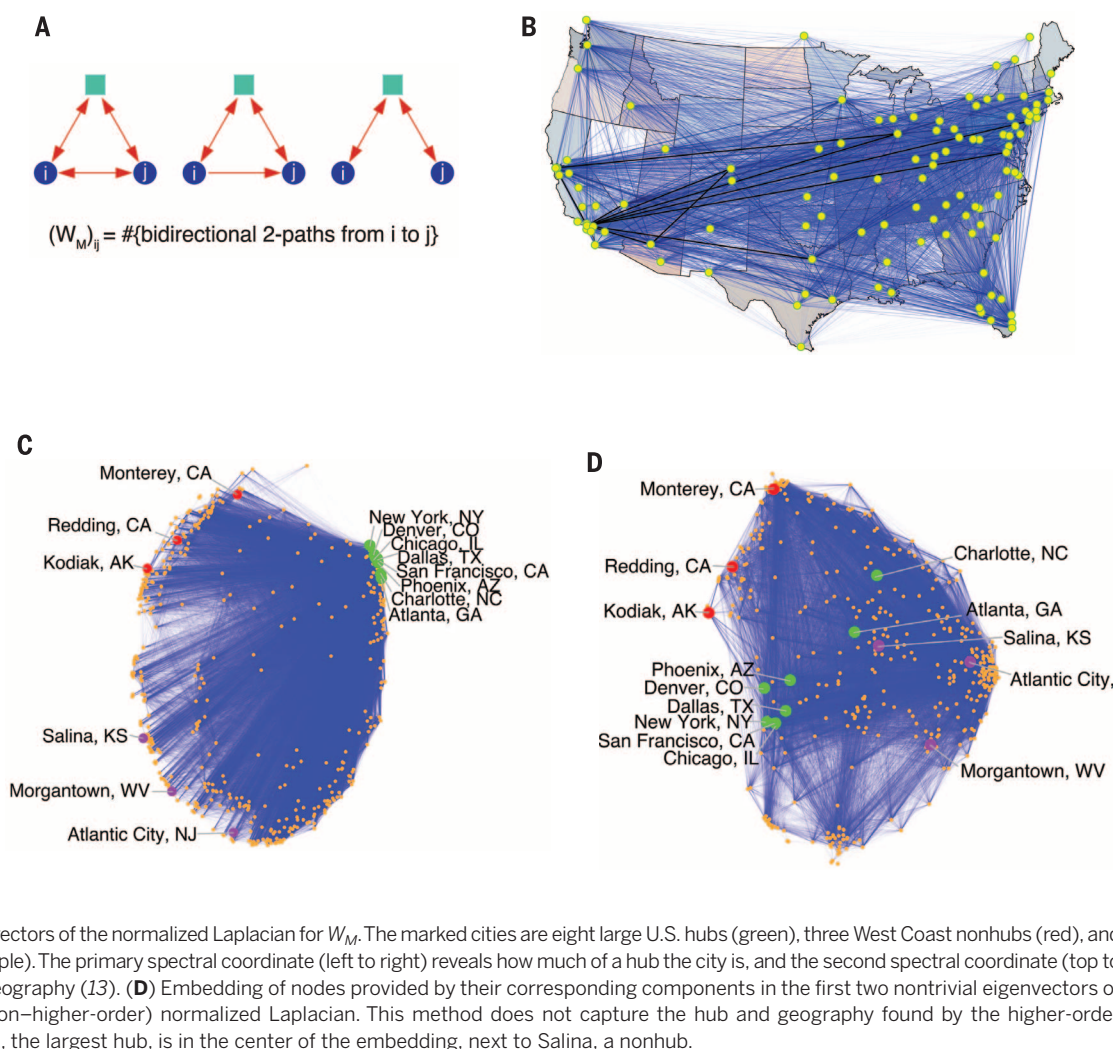 A
i
j
i
j
i
j
(W_M)_ij = #{bidirectional 2-paths from i to j}
B
C
Monterey, CA
Redding, CA
Kodiak, AK
New York, NY
Denver, CO
Chicago, IL
Dallas, TX
San Francisco, CA
Phoenix, AZ
Charlotte, NC
Atlanta, GA
Salina, KS
Morgantown, WV
Atlantic City, NJ
D
Monterey, CA
Charlotte, NC
Redding, CA
Atlanta, GA
Kodiak, AK
Salina, KS
Phoenix, AZ
Atlantic City,
Denver, CO
Dallas, TX
New York, NY
San Francisco, CA
Chicago, IL
Morgantown, WV
vectors of the normalized Laplacian for W_M. The marked cities are eight large U.S. hubs (green), three West Coast nonhubs (red), and
ple). The primary spectral coordinate (left to right) reveals how much of a hub the city is, and the second spectral coordinate (top to
eography (13). (D) Embedding of nodes provided by their corresponding components in the first two nontrivial eigenvectors o
on–higher-order) normalized Laplacian. This method does not capture the hub and geography found by the higher-order
, the largest hub, is in the center of the embedding, next to Salina, a nonhub.